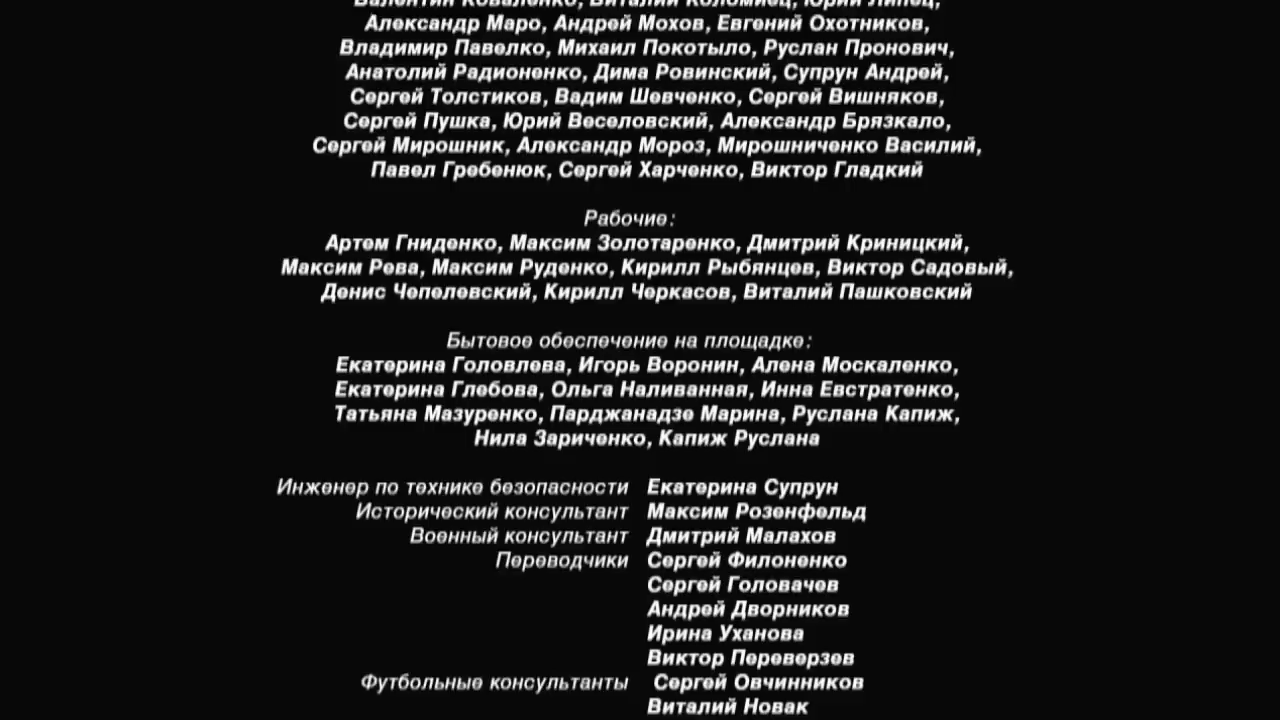 Валентин Коваленко, Виталий Коломиец, Юрий Липец,
Александр Маро, Андрей Мохов, Евгений Охотников,
Владимир Павелко, Михаил Покотыло, Руслан Пронович,
Анатолий Радионенко, Дима Ровинский, Супрун Андрей,
Сергей Толстиков, Вадим Шевченко, Сергей Вишняков,
Сергей Пушка, Юрий Веселовский, Александр Брязкало,
Сергей Мирошник, Александр Мороз, Мирошниченко Василий,
Павел Гребенюк, Сергей Харченко, Виктор Гладкий
Рабочие:
Артем Гниденко, Максим Золотаренко, Дмитрий Криницкий,
Максим Рева, Максим Руденко, Кирилл Рыбянцев, Виктор Садовый,
Денис Чепелевский, Кирилл Черкасов, Виталий Пашковский
Бытовое обеспечение на площадке:
Екатерина Головлева, Игорь Воронин, Алена Москаленко,
Екатерина Глебова, Ольга Наливанная, Инна Евстратенко,
Татьяна Мазуренко, Парджанадзе Марина, Руслана Капиж,
Нила Зариченко, Капиж Руслана
Инженер по технике безопасности Екатерина Супрун
Исторический консультант Максим Розенфельд
Военный консультант Дмитрий Малахов
Переводчики Сергей Филоненко
Сергей Головачев
Андрей Дворников
Ирина Уханова
Виктор Переверзев
Футбольные консультанты Сергей Овчинников
Виталий Новак